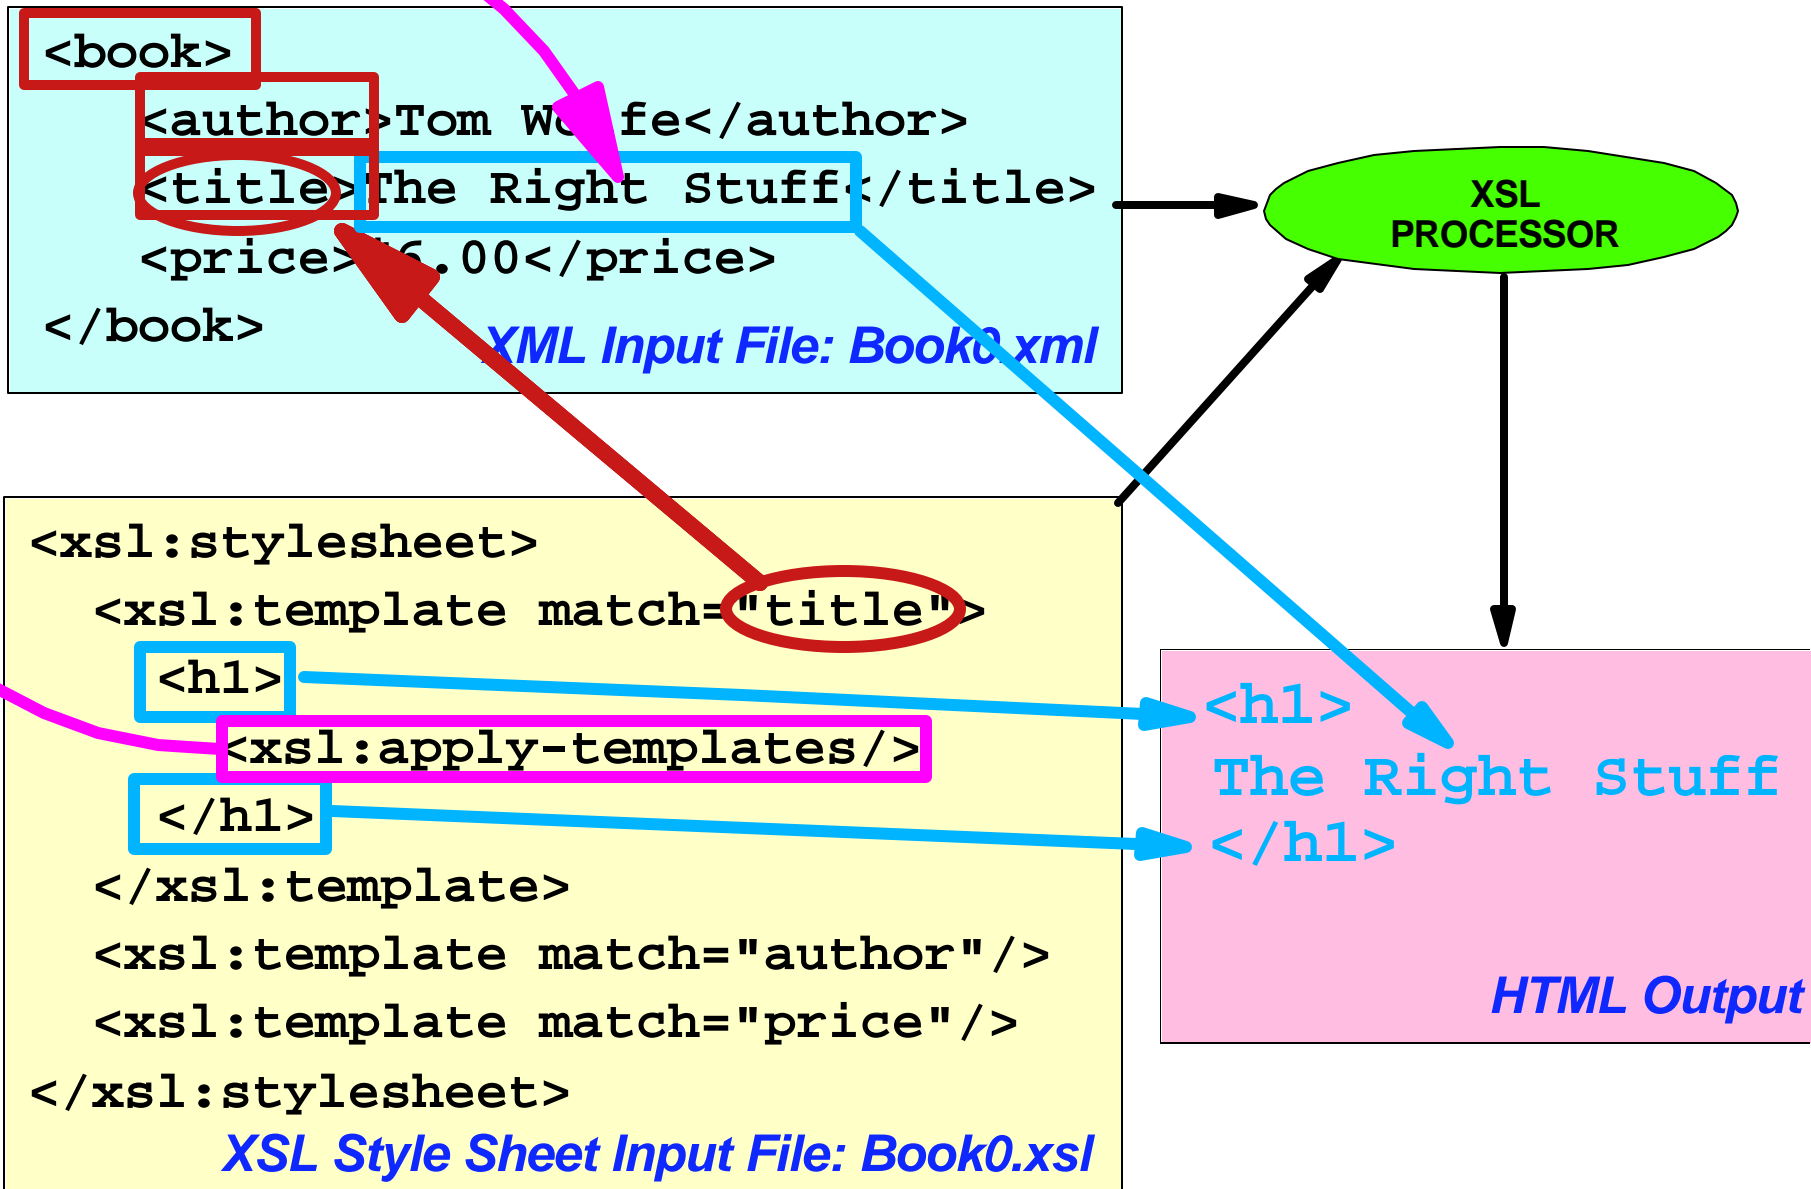 <book>
<author>Tom Wolfe</author>
<title>The Right Stuff</title>
<price>$6.00</price>
</book>
XML Input File: Book0.xml
XSL
PROCESSOR
<xsl:stylesheet>
<xsl:template match="title">
<h1>
<xsl:apply-templates/>
</h1>
</xsl:template>
<xsl:template match="author"/>
<xsl:template match="price"/>
</xsl:stylesheet>
XSL Style Sheet Input File: Book0.xsl
<h1>
The Right Stuff
</h1>
HTML Output